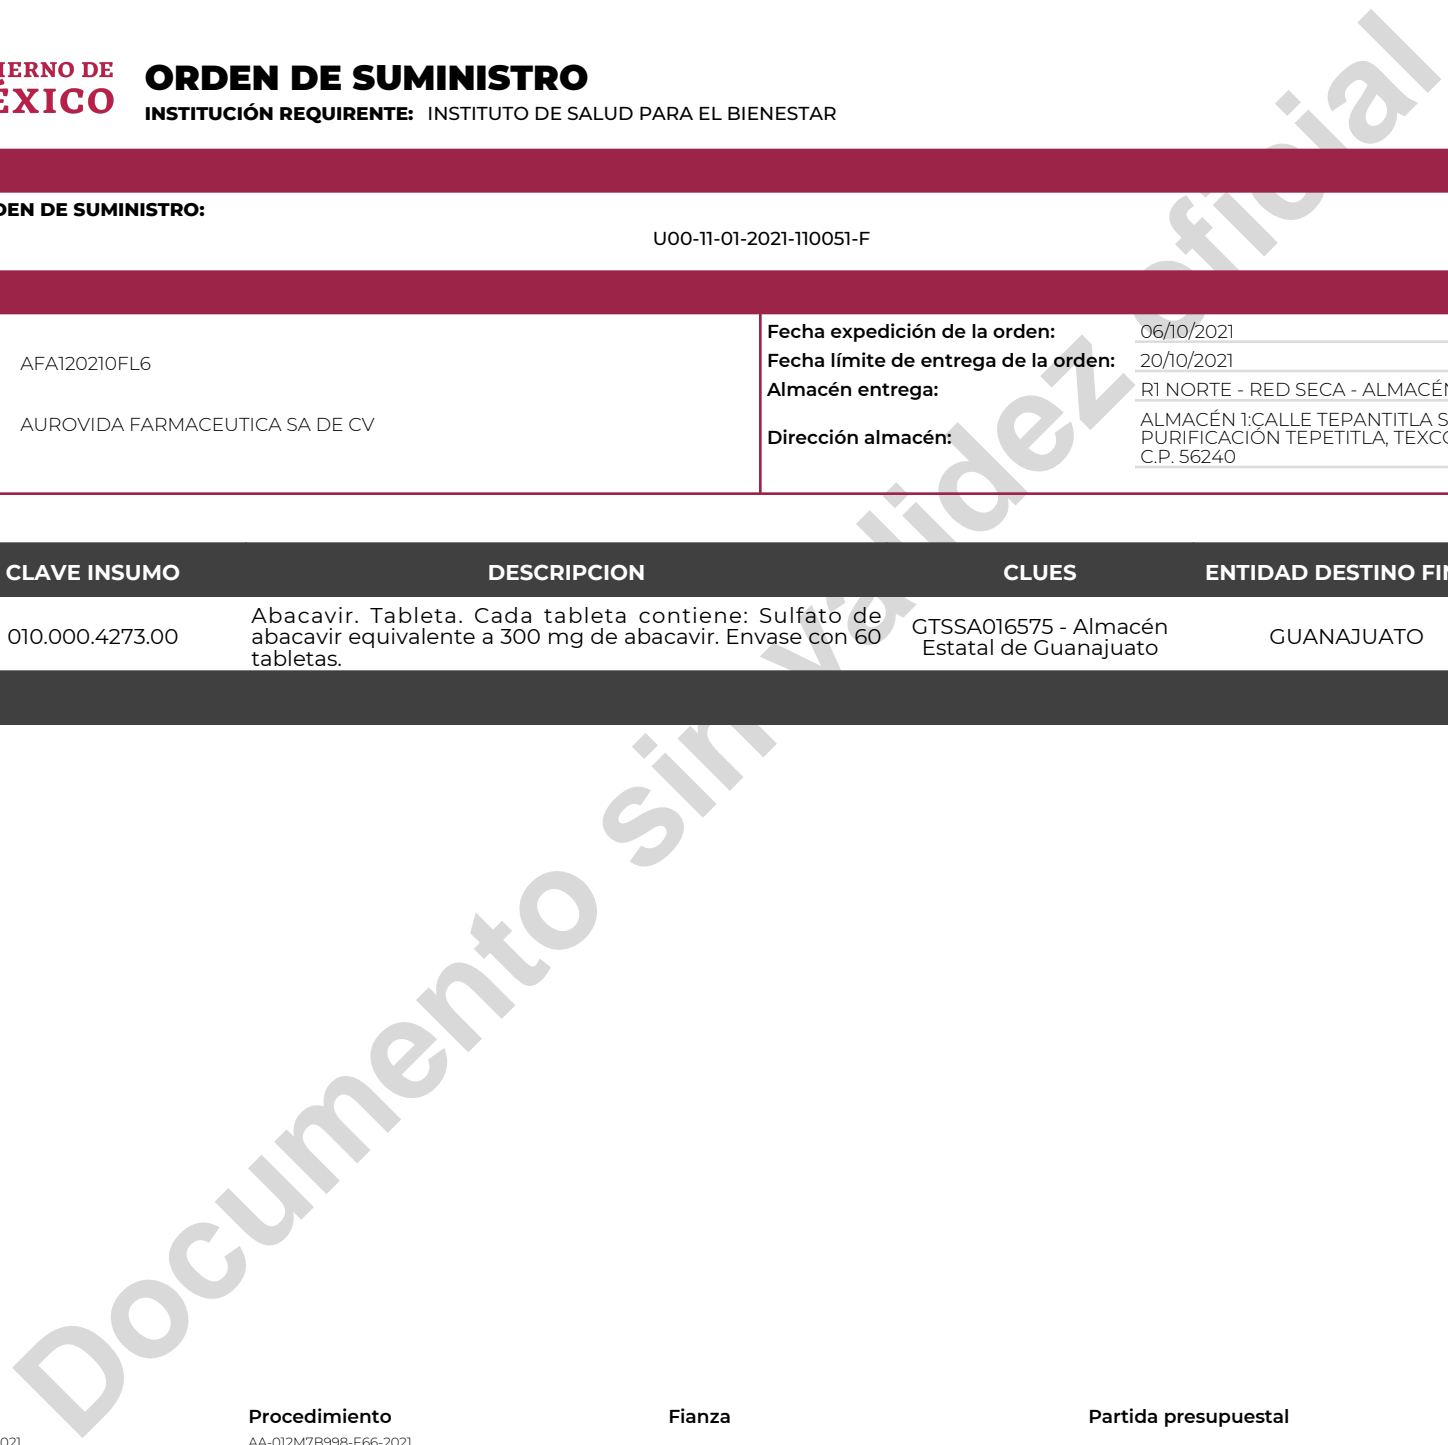 IERNO DE
ÉXICO
ORDEN DE SUMINISTRO
INSTITUCIÓN REQUIRENTE: INSTITUTO DE SALUD PARA EL BIENESTAR
DEN DE SUMINISTRO:
U00-11-01-2021-110051-F
AFA120210FL6
AUROVIDA FARMACEUTICA SA DE CV
Fecha expedición de la orden: 06/10/2021
Fecha límite de entrega de la orden: 20/10/2021
Almacén entrega: R1 NORTE - RED SECA - ALMACÉN
Dirección almacén: ALMACÉN 1:CALLE TEPANTITLA S
PURIFICACIÓN TEPETITLA, TEXCO
C.P. 56240
CLAVE INSUMO DESCRIPCION CLUES ENTIDAD DESTINO FIN
010.000.4273.00
Abacavir. Tableta. Cada tableta contiene: Sulfato de
abacavir equivalente a 300 mg de abacavir. Envase con 60
tabletas.
GTSSA016575 - Almacén
Estatal de Guanajuato
GUANAJUATO
Documento sin validez oficial
Procedimiento Fianza Partida presupuestal
021 AA-012M7B998-E66-2021